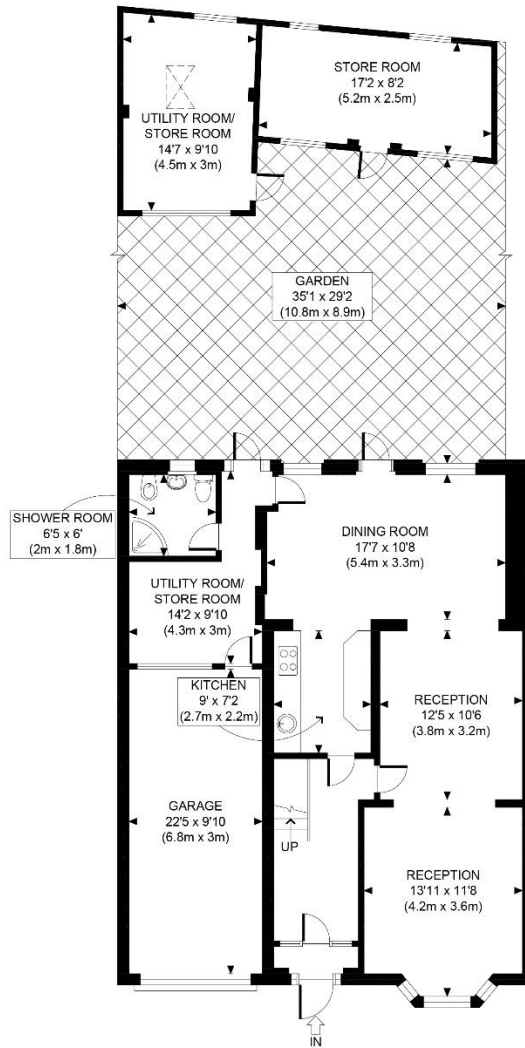 STORE ROOM
17'2 x 8'2
(5.2m x 2.5m)
UTILITY ROOM/
STORE ROOM
14'7 x 9'10
(4.5m x 3m)
GARDEN
35'1 x 29'2
(10.8m x 8.9m)
SHOWER ROOM
6'5 x 6'
(2m x 1.8m)
DINING ROOM
17'7 x 10'8
(5.4m x 3.3m)
UTILITY ROOM/
STORE ROOM
14'2 x 9'10
(4.3m x 3m)
KITCHEN
9' x 7'2
(2.7m x 2.2m)
RECEPTION
12'5 x 10'6
(3.8m x 3.2m)
GARAGE
22'5 x 9'10
(6.8m x 3m)
UP
RECEPTION
13'11 x 11'8
(4.2m x 3.6m)
IN